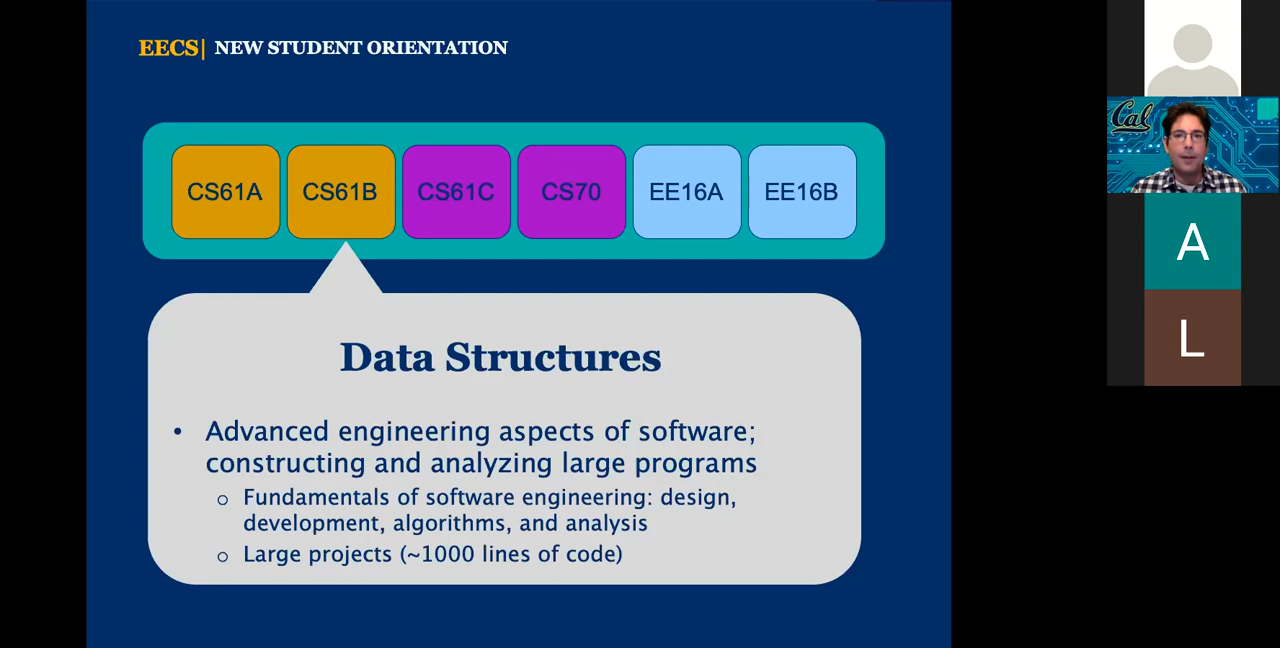 EECS| NEW STUDENT ORIENTATION
CS61A CS61B CS61C CS70 EE16A EE16B
Data Structures
• Advanced engineering aspects of software;
constructing and analyzing large programs
o Fundamentals of software engineering: design,
development, algorithms, and analysis
o Large projects (~1000 lines of code)
Cal
A
L